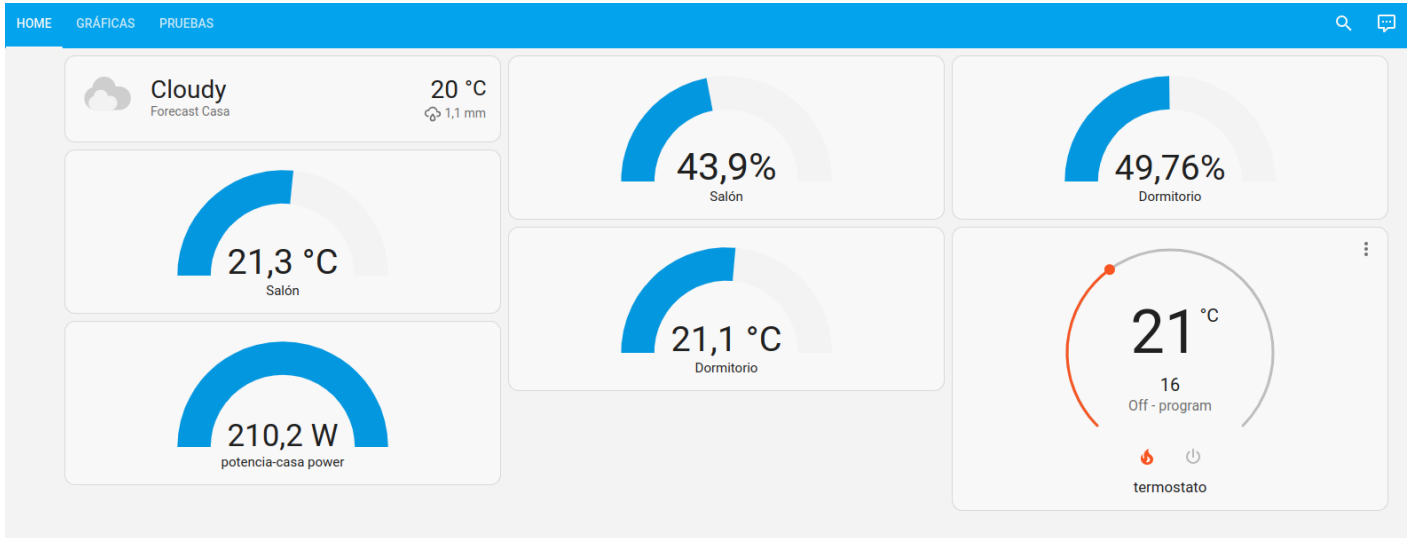 HOME GRÁFICAS PRUEBAS
Cloudy
Forecast Casa
20 °C
1,1 mm
21,3 °C
Salón
210,2 W
potencia-casa power
43,9%
Salón
21,1 °C
Dormitorio
49,76%
Dormitorio
21 °C
16
Off - program
termostato